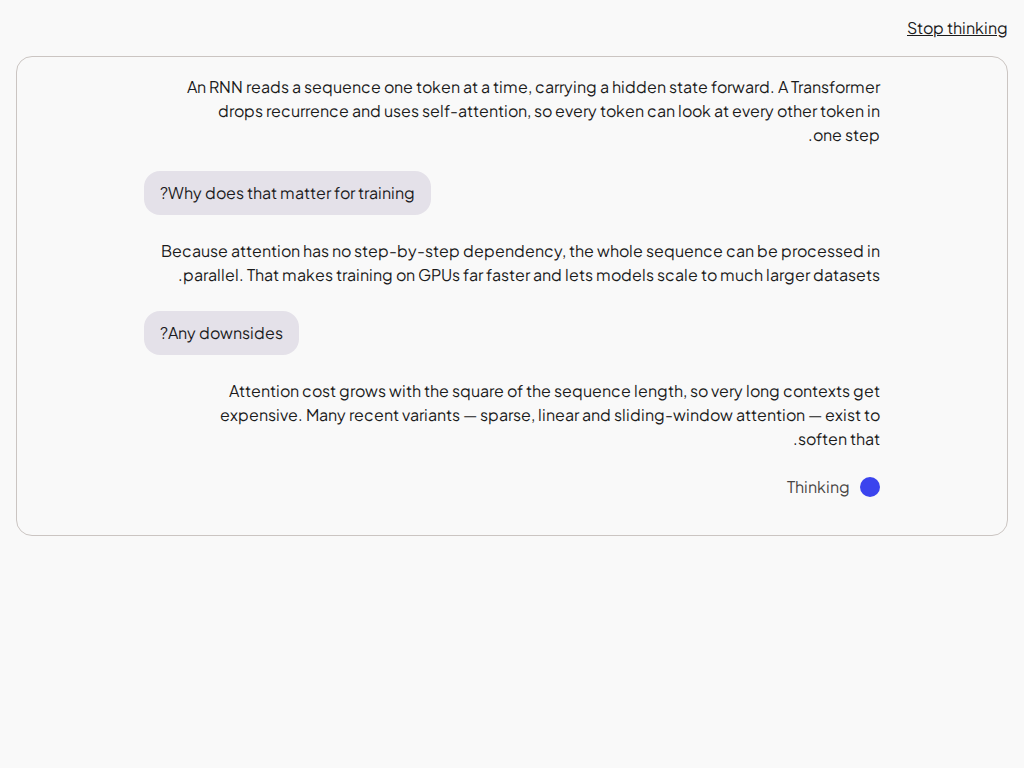 Stop thinking
An RNN reads a sequence one token at a time, carrying a hidden state forward. A Transformer
drops recurrence and uses self-attention, so every token can look at every other token in
one step.
Why does that matter for training?
Because attention has no step-by-step dependency, the whole sequence can be processed in
parallel. That makes training on GPUs far faster and lets models scale to much larger datasets.
Any downsides?
Attention cost grows with the square of the sequence length, so very long contexts get
expensive. Many recent variants — sparse, linear and sliding-window attention — exist to
soften that.
Thinking